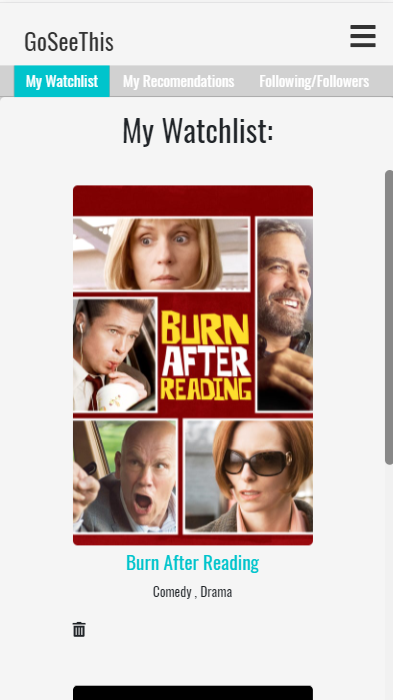 GoSeeThis
My Watchlist My Recomendations Following/Followers
My Watchlist:
BURN
AFTER
READING
Burn After Reading
Comedy , Drama